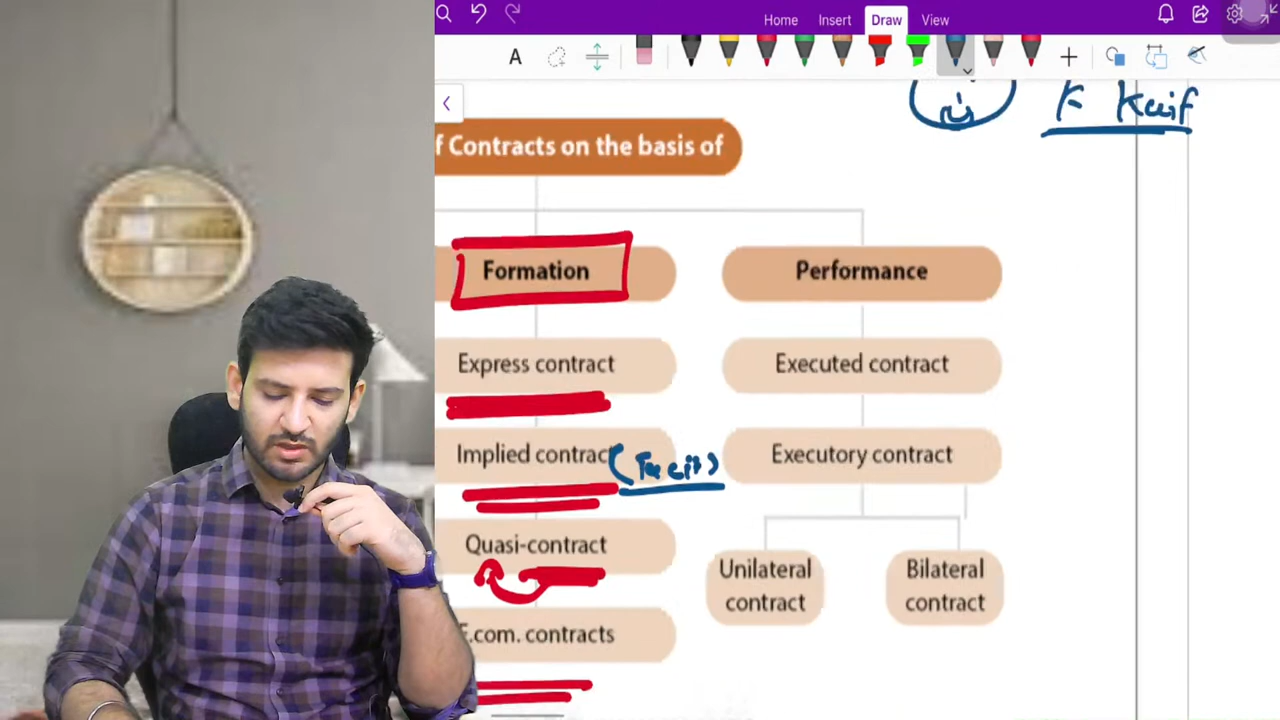 Home Insert Draw View
A
K Kaif
f Contracts on the basis of
Formation Performance
Express contract Executed contract
Implied contract (Tacit) Executory contract
Quasi-contract
Unilateral contract Bilateral contract
E.com. contracts